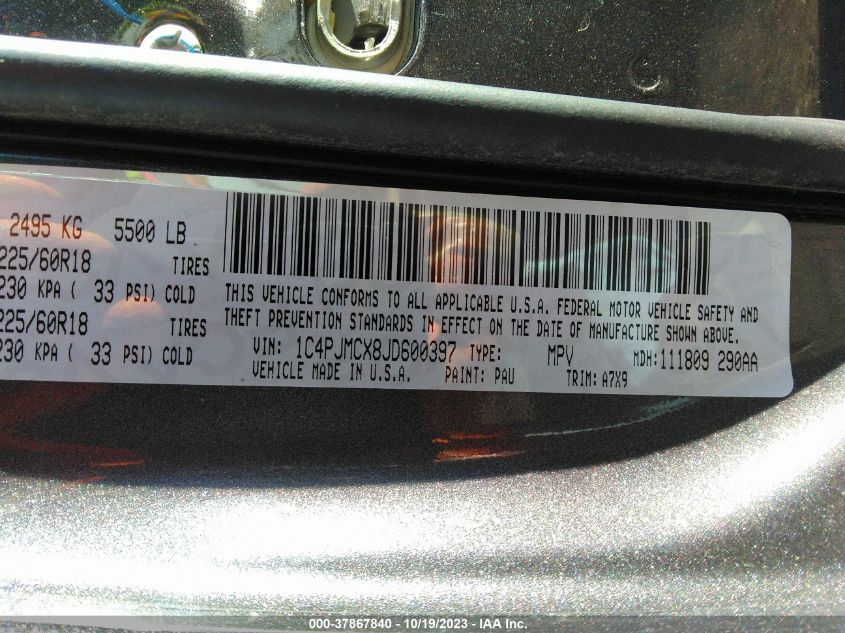 2495 KG 5500 LB
225/60R18 TIRES
230 KPA ( 33 PSI) COLD
225/60R18 TIRES
230 KPA ( 33 PSI) COLD
THIS VEHICLE CONFORMS TO ALL APPLICABLE U.S.A. FEDERAL MOTOR VEHICLE SAFETY AND
THEFT PREVENTION STANDARDS IN EFFECT ON THE DATE OF MANUFACTURE SHOWN ABOVE.
VIN: 1C4PJMCX8JD600397 TYPE: MPV MDH: 111809 290AA
VEHICLE MADE IN U.S.A. PAINT: PAU TRIM: A7X9
000-37867840 - 10/19/2023 - IAA Inc.